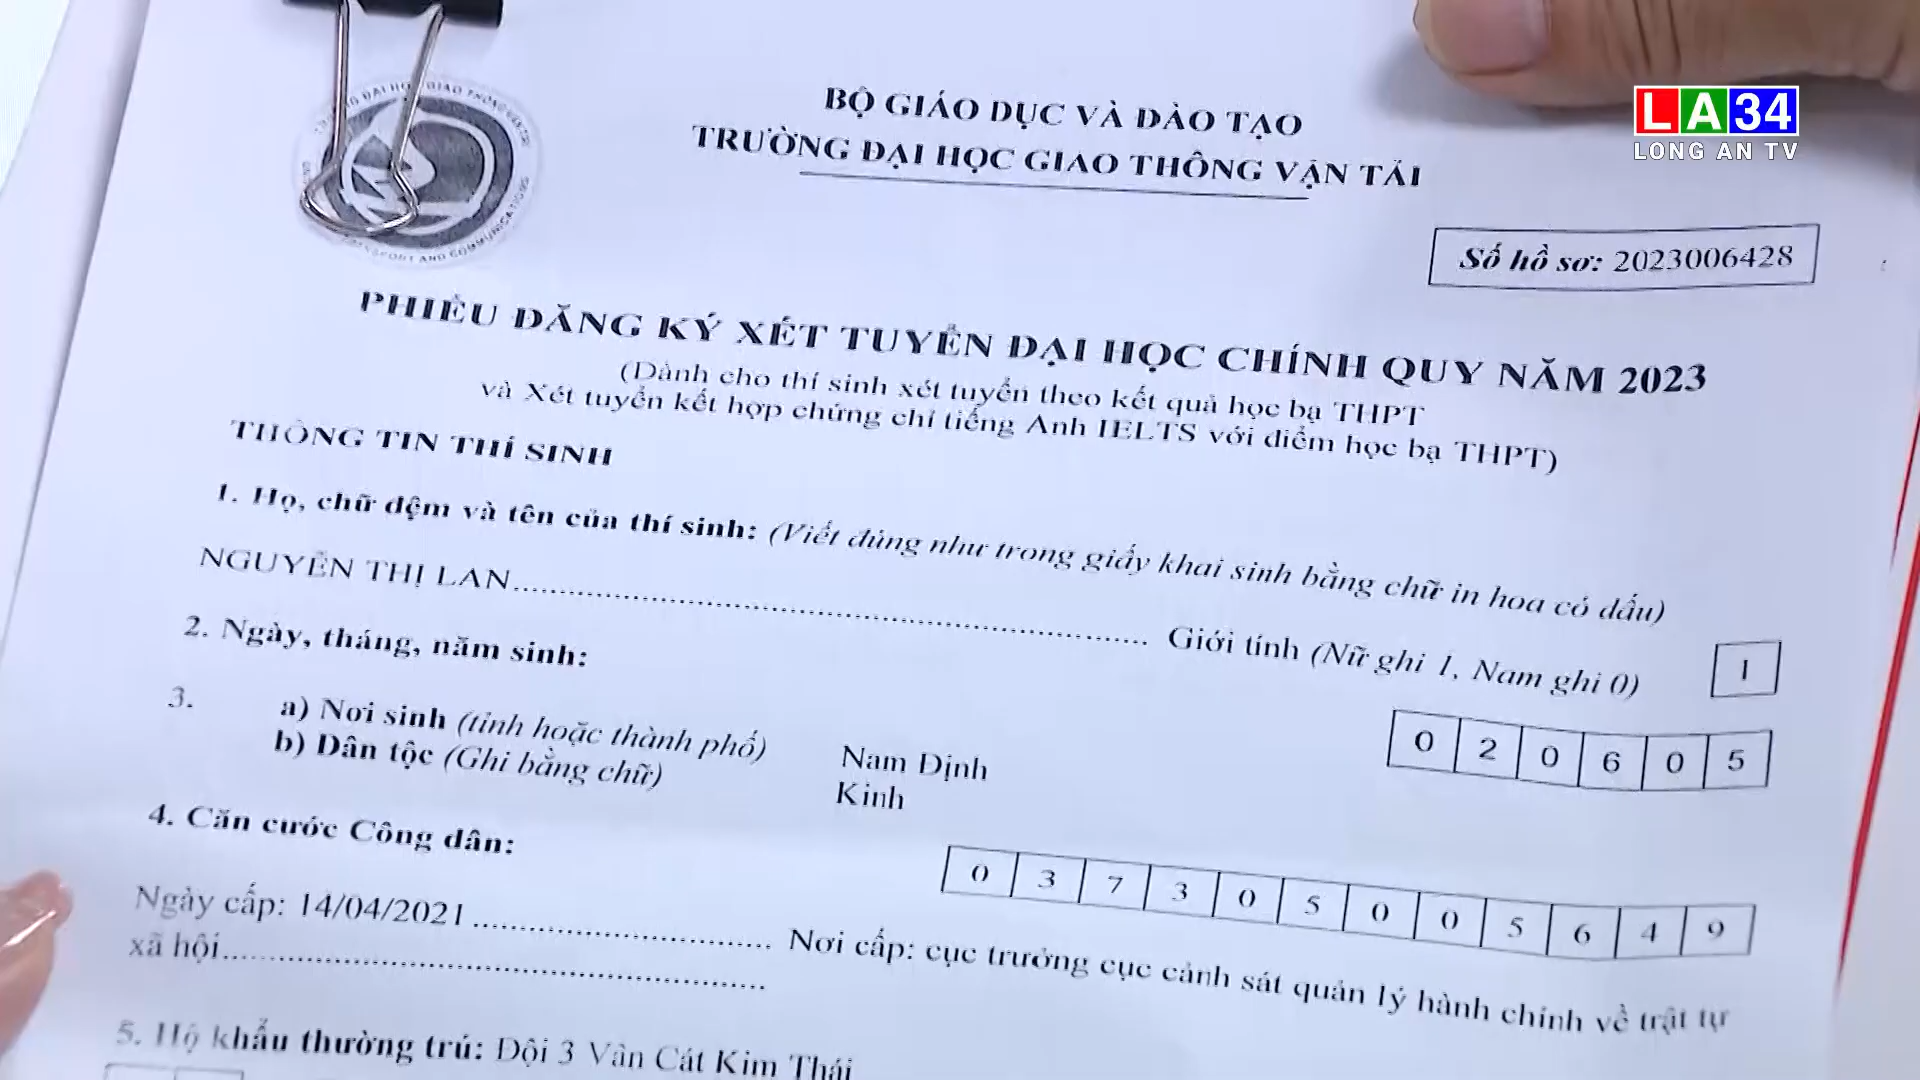 LA34
LONG AN TV
BỘ GIÁO DỤC VÀ ĐÀO TẠO
TRƯỜNG ĐẠI HỌC GIAO THÔNG VẬN TẢI
Số hồ sơ: 2023006428
PHIẾU ĐĂNG KÝ XÉT TUYỂN ĐẠI HỌC CHÍNH QUY NĂM 2023
(Dành cho thí sinh xét tuyển theo kết quả học bạ THPT
và Xét tuyển kết hợp chứng chỉ tiếng Anh IELTS với điểm học bạ THPT)
THÔNG TIN THÍ SINH
1. Họ, chữ đệm và tên của thí sinh: (Viết đúng như trong giấy khai sinh bằng chữ in hoa có dấu)
NGUYỄN THỊ LAN........ Giới tính (Nữ ghi 1, Nam ghi 0) 1
2. Ngày, tháng, năm sinh: 0 2 0 6 0 5
3. a) Nơi sinh (tỉnh hoặc thành phố) Nam Định
b) Dân tộc (Ghi bằng chữ) Kinh
4. Căn cước Công dân: 0 3 7 3 0 5 0 0 5 6 4 9
Ngày cấp: 14/04/2021........ Nơi cấp: cục trưởng cục cảnh sát quản lý hành chính về trật tự
xã hội........
5. Hộ khẩu thường trú: Đội 3 Vân Cát Kim Thái